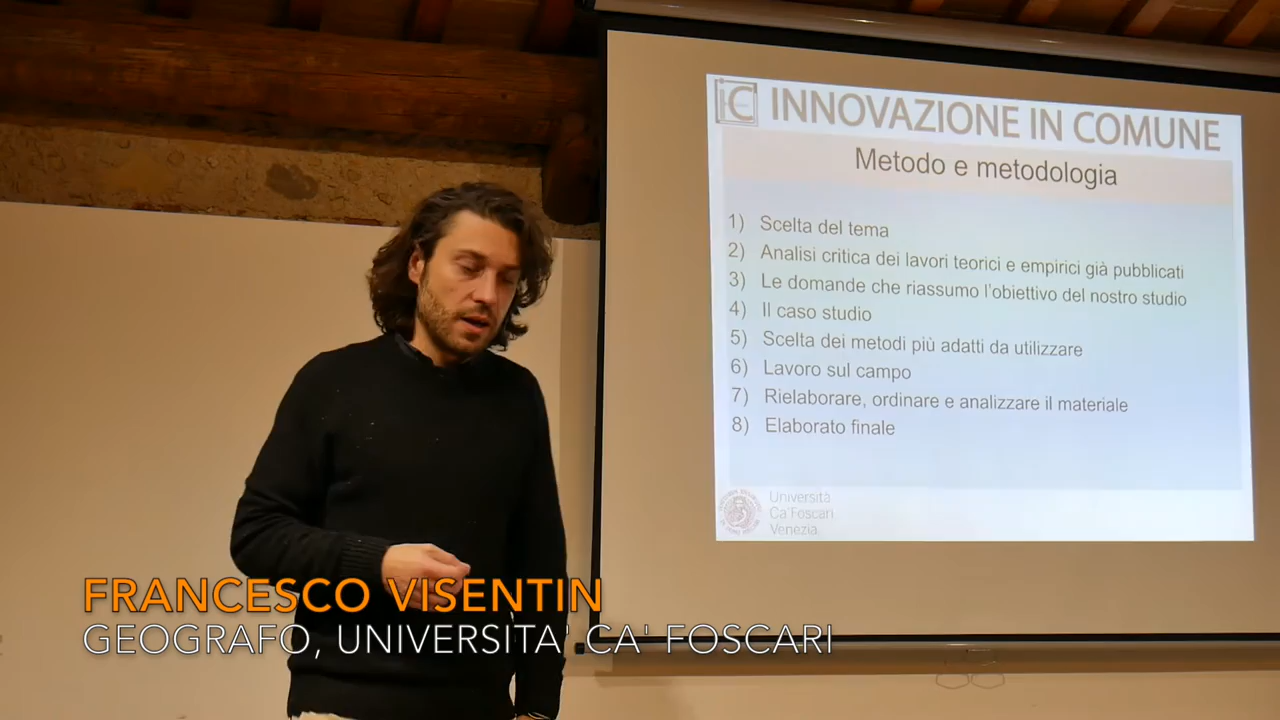 iC INNOVAZIONE IN COMUNE
Metodo e metodologia
1) Scelta del tema
2) Analisi critica dei lavori teorici e empirici già pubblicati
3) Le domande che riassumo l'obiettivo del nostro studio
4) Il caso studio
5) Scelta dei metodi più adatti da utilizzare
6) Lavoro sul campo
7) Rielaborare, ordinare e analizzare il materiale
8) Elaborato finale
Università
Ca'Foscari
Venezia
FRANCESCO VISENTIN
GEOGRAFO, UNIVERSITA' CA' FOSCARI